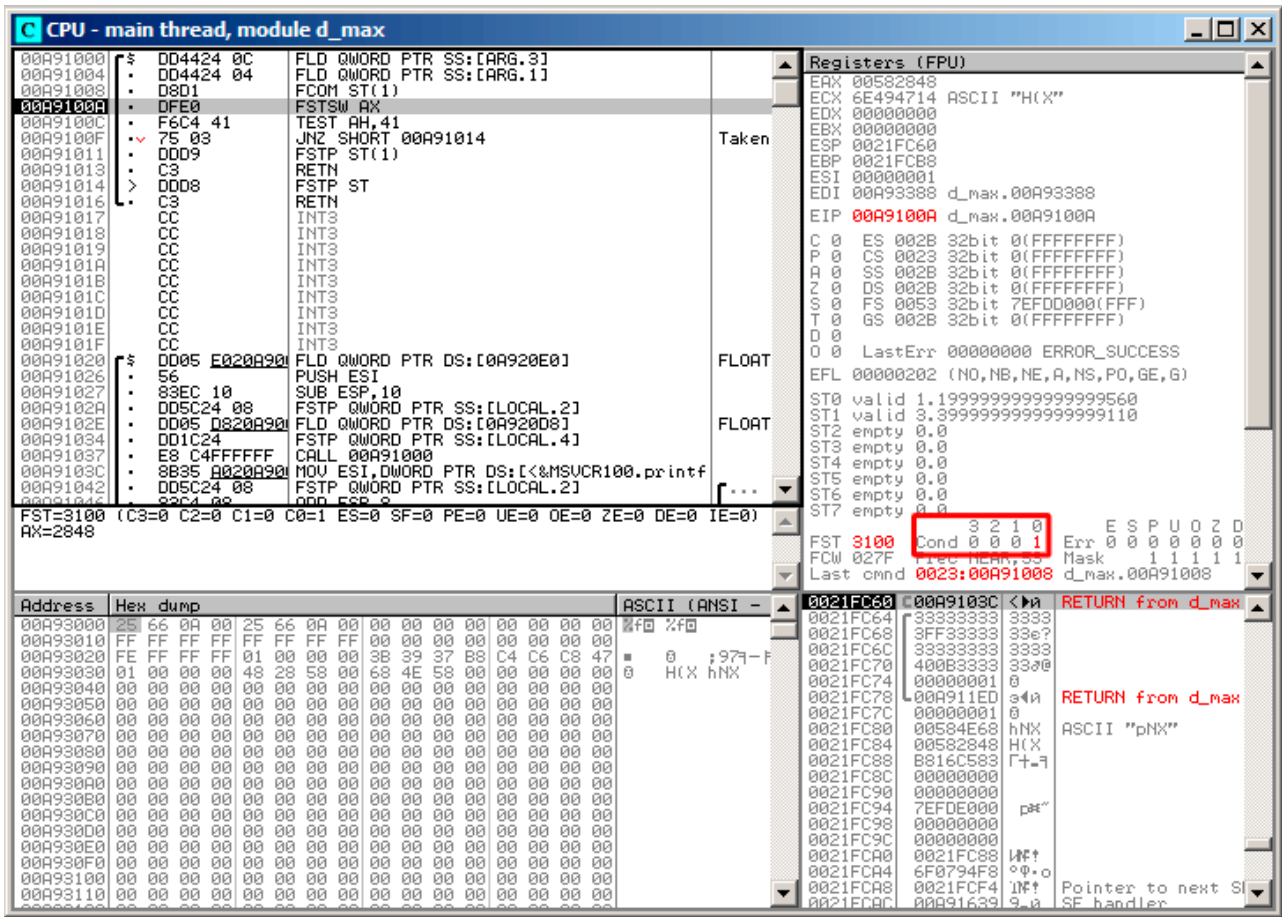 CPU - main thread, module d_max
00A91000 $ DD4424 0C FLD QWORD PTR SS:[ARG.3]
00A91004 . DD4424 04 FLD QWORD PTR SS:[ARG.1]
00A91008 . D8D1 FCOM ST(1)
00A9100A . DFE0 FSTSW AX
00A9100C . F6C4 41 TEST AH,41
00A9100F . 75 03 JNZ SHORT 00A91014 Taken
00A91011 . DDD9 FSTP ST(1)
00A91013 . C3 RETN
00A91014 > DDD8 FSTP ST
00A91016 . C3 RETN
00A91017 CC INT3
00A91018 CC INT3
00A91019 CC INT3
00A9101A CC INT3
00A9101B CC INT3
00A9101C CC INT3
00A9101D CC INT3
00A9101E CC INT3
00A9101F CC INT3
00A91020 $ DD05 E020A90 FLD QWORD PTR DS:[0A920E0] FLOAT
00A91026 . 56 PUSH ESI
00A91027 . 83EC 10 SUB ESP,10
00A9102A . DD5C24 08 FSTP QWORD PTR SS:[LOCAL.2]
00A9102E . DD05 D820A90 FLD QWORD PTR DS:[0A920D8] FLOAT
00A91034 . DD1C24 FSTP QWORD PTR SS:[LOCAL.4]
00A91037 . E8 C4FFFFFF CALL 00A91000
00A9103C . 8B35 A020A90 MOV ESI,DWORD PTR DS:[<&MSVCR100.printf
00A91042 . DD5C24 08 FSTP QWORD PTR SS:[LOCAL.2] ...
00A91046 . 83C4 08 ADD ESP,8
FST=3100 (C3=0 C2=0 C1=0 C0=1 ES=0 SF=0 PE=0 UE=0 OE=0 ZE=0 DE=0 IE=0)
AX=2848
Registers (FPU)
EAX 00582848
ECX 6E494714 ASCII "H(X"
EDX 00000000
EBX 00000000
ESP 0021FC60
EBP 0021FCB8
ESI 00000001
EDI 00A93388 d_max.00A93388
EIP 00A9100A d_max.00A9100A
C 0 ES 002B 32bit 0(FFFFFFFF)
P 0 CS 0023 32bit 0(FFFFFFFF)
A 0 SS 002B 32bit 0(FFFFFFFF)
Z 0 DS 002B 32bit 0(FFFFFFFF)
S 0 FS 0053 32bit 7EFDD000(FFF)
T 0 GS 002B 32bit 0(FFFFFFFF)
D 0
O 0 LastErr 00000000 ERROR_SUCCESS
EFL 00000202 (NO,NB,NE,A,NS,PO,GE,G)
ST0 valid 1.1999999999999999560
ST1 valid 3.3999999999999999110
ST2 empty 0.0
ST3 empty 0.0
ST4 empty 0.0
ST5 empty 0.0
ST6 empty 0.0
ST7 empty 0.0
3 2 1 0 E S P U O Z D
FST 3100 Cond 0 0 0 1 Err 0 0 0 0 0 0 0
FCW 027F Prec NEAR,53 Mask 1 1 1 1 1
Last cmnd 0023:00A91008 d_max.00A91008
Address Hex dump ASCII (ANSI -
00A93000 25 66 0A 00 25 66 0A 00 00 00 00 00 00 00 00 00 %f %f
00A93010 FF FF FF FF FF FF FF FF 00 00 00 00 00 00 00 00
00A93020 FE FF FF FF 01 00 00 00 3B 39 37 B8 C4 C6 C8 47 ;97
00A93030 01 00 00 00 48 28 58 00 68 4E 58 00 00 00 00 00 H(X hNX
00A93040 00 00 00 00 00 00 00 00 00 00 00 00 00 00 00 00
00A93050 00 00 00 00 00 00 00 00 00 00 00 00 00 00 00 00
00A93060 00 00 00 00 00 00 00 00 00 00 00 00 00 00 00 00
00A93070 00 00 00 00 00 00 00 00 00 00 00 00 00 00 00 00
00A93080 00 00 00 00 00 00 00 00 00 00 00 00 00 00 00 00
00A93090 00 00 00 00 00 00 00 00 00 00 00 00 00 00 00 00
00A930A0 00 00 00 00 00 00 00 00 00 00 00 00 00 00 00 00
00A930B0 00 00 00 00 00 00 00 00 00 00 00 00 00 00 00 00
00A930C0 00 00 00 00 00 00 00 00 00 00 00 00 00 00 00 00
00A930D0 00 00 00 00 00 00 00 00 00 00 00 00 00 00 00 00
00A930E0 00 00 00 00 00 00 00 00 00 00 00 00 00 00 00 00
00A930F0 00 00 00 00 00 00 00 00 00 00 00 00 00 00 00 00
00A93100 00 00 00 00 00 00 00 00 00 00 00 00 00 00 00 00
00A93110 00 00 00 00 00 00 00 00 00 00 00 00 00 00 00 00
0021FC60 00A9103C RETURN from d_max
0021FC64 33333333 3333
0021FC68 3FF33333 33є?
0021FC6C 33333333 3333
0021FC70 400B3333 33♂@
0021FC74 00000001
0021FC78 00A911ED RETURN from d_max
0021FC7C 00000001
0021FC80 00584E68 hNX ASCII "pNX"
0021FC84 00582848 H(X
0021FC88 B816C583
0021FC8C 00000000
0021FC90 00000000
0021FC94 7EFDE000
0021FC98 00000000
0021FC9C 00000000
0021FCA0 0021FC88
0021FCA4 6F0794F8
0021FCA8 0021FCF4 Pointer to next S
0021FCAC 00A91639 SE handler